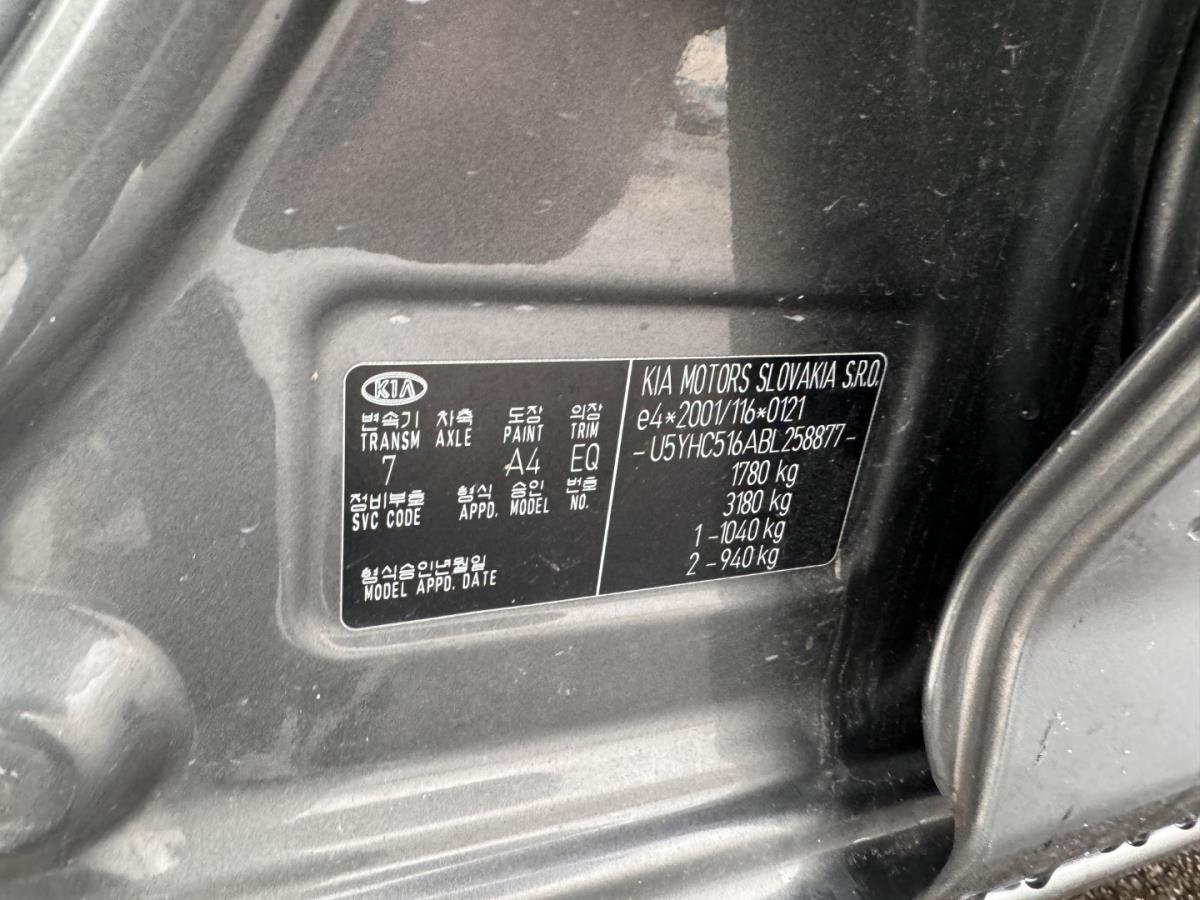 KIA
변속기 차축 도장 의장
TRANSM AXLE PAINT TRIM
7 A4 EQ
정비부호 형식 승인 번호
SVC CODE APPD. MODEL NO.
형식승인년월일
MODEL APPD. DATE
KIA MOTORS SLOVAKIA S.R.O.
e4*2001/116*0121
-U5YHC516ABL258877-
1780 kg
3180 kg
1-1040 kg
2-940 kg